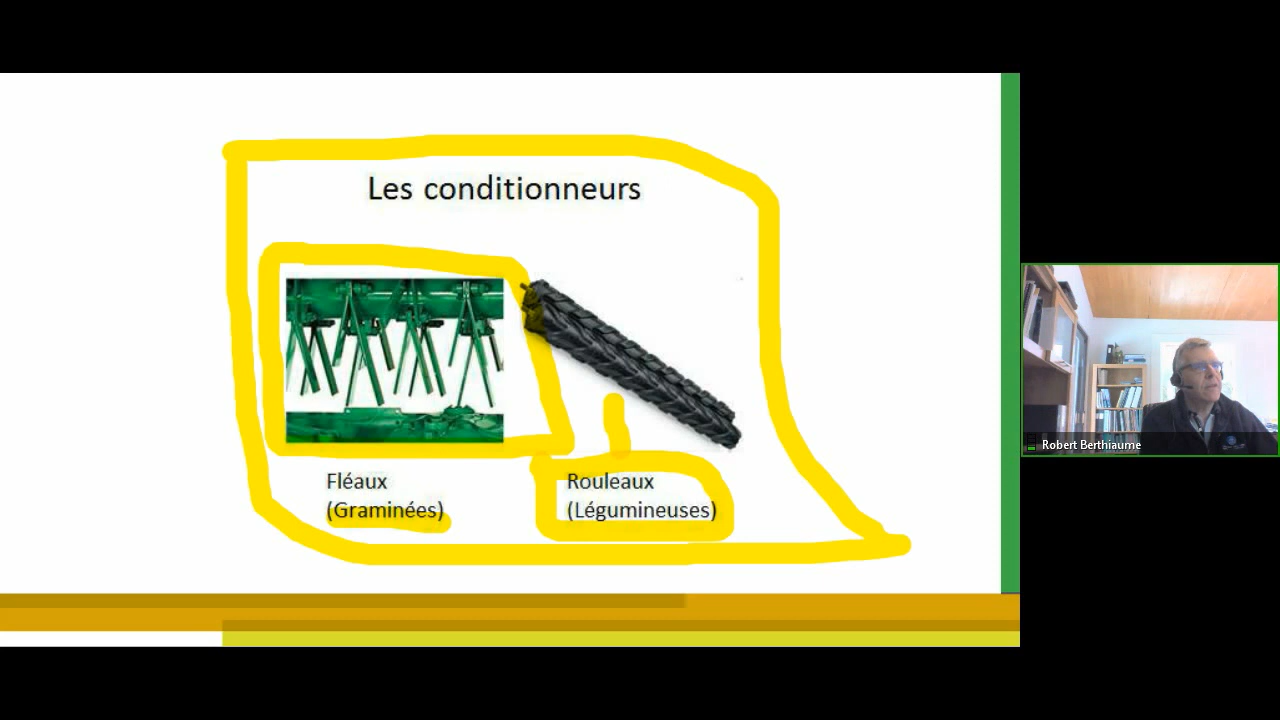 Les conditionneurs
Fléaux
(Graminées)
Rouleaux
(Légumineuses)
Robert Berthiaume